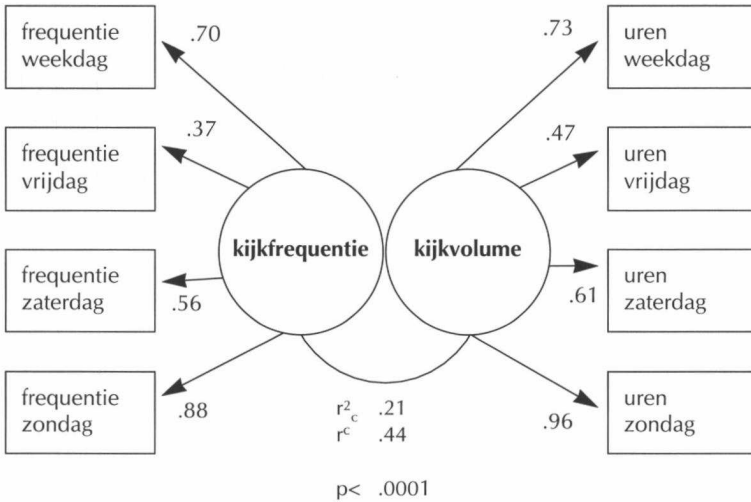 frequentie
weekdag
.70
.73
uren
weekdag
frequentie
vrijdag
.37
.47
uren
vrijdag
kijkfrequentie
kijkvolume
frequentie
zaterdag
.56
.61
uren
zaterdag
frequentie
zondag
.88
r²c .21
rᶜ .44
.96
uren
zondag
p< .0001